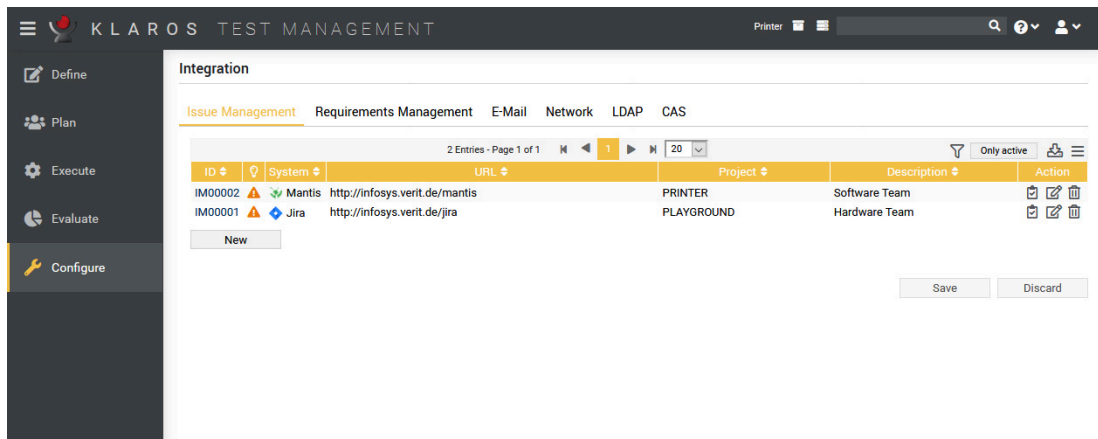 KLAROS TEST MANAGEMENT
Printer
Define
Plan
Execute
Evaluate
Configure
Integration
Issue Management Requirements Management E-Mail Network LDAP CAS
2 Entries - Page 1 of 1 1 20 Only active
ID System URL Project Description Action
IM00002 Mantis http://infosys.verit.de/mantis PRINTER Software Team
IM00001 Jira http://infosys.verit.de/jira PLAYGROUND Hardware Team
New
Save Discard